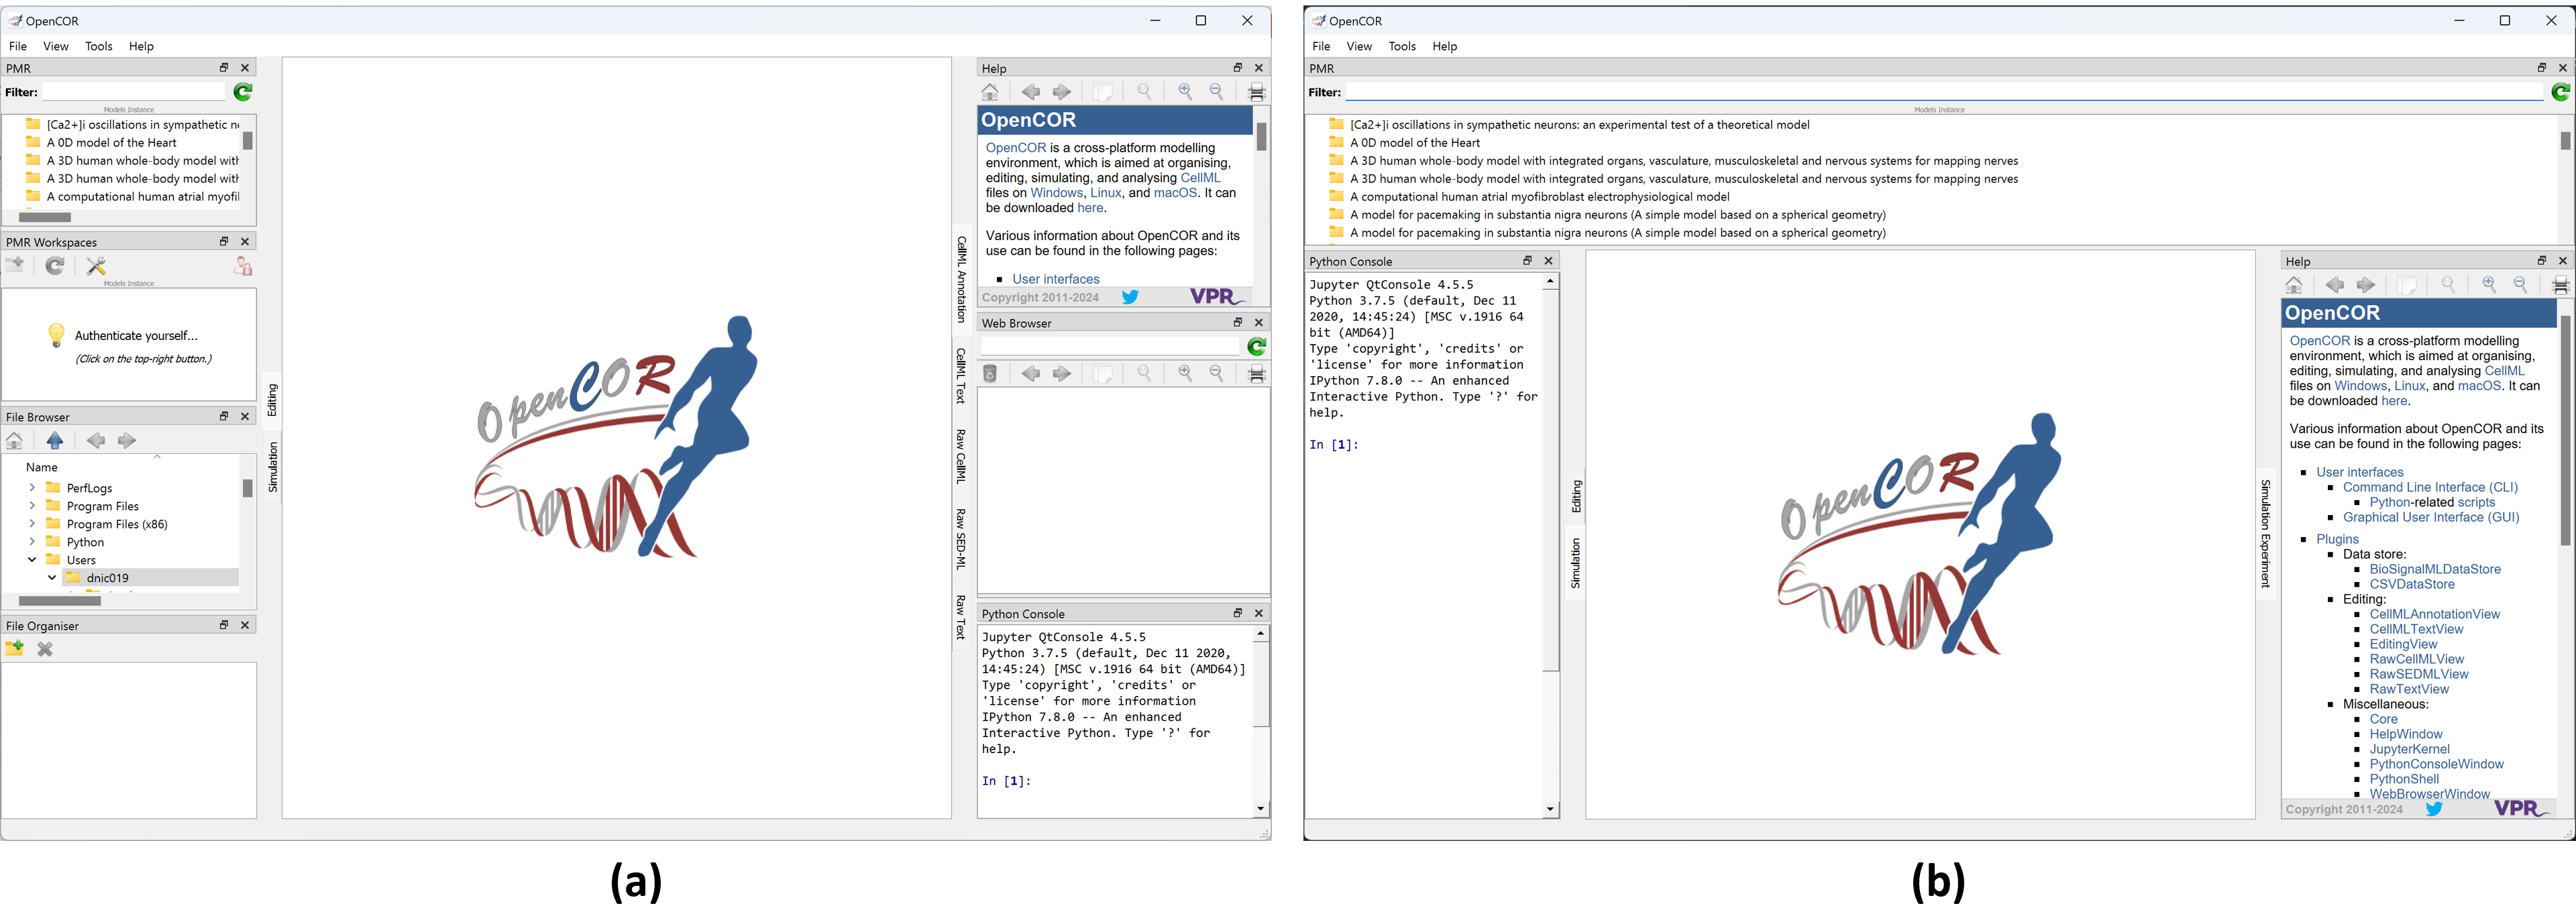 OpenCOR
File View Tools Help
PMR
Filter:
Models Instance
[Ca2+]i oscillations in sympathetic n
A 0D model of the Heart
A 3D human whole-body model with
A 3D human whole-body model with
A computational human atrial myofil
PMR Workspaces
Models Instance
Authenticate yourself...
(Click on the top-right button.)
File Browser
Name
PerfLogs
Program Files
Program Files (x86)
Python
Users
dnic019
File Organiser
Editing
Simulation
OpenCOR
CellML Annotation
CellML Text
Raw CellML
Raw SED-ML
Raw Text
Help
OpenCOR
OpenCOR is a cross-platform modelling
environment, which is aimed at organising,
editing, simulating, and analysing CellML
files on Windows, Linux, and macOS. It can
be downloaded here.
Various information about OpenCOR and its
use can be found in the following pages:
User interfaces
Copyright 2011-2024 VPR
Web Browser
Python Console
Jupyter QtConsole 4.5.5
Python 3.7.5 (default, Dec 11 2020,
14:45:24) [MSC v.1916 64 bit (AMD64)]
Type 'copyright', 'credits' or
'license' for more information
IPython 7.8.0 -- An enhanced
Interactive Python. Type '?' for
help.
In [1]:
(a)
OpenCOR
File View Tools Help
PMR
Filter:
Models Instance
[Ca2+]i oscillations in sympathetic neurons: an experimental test of a theoretical model
A 0D model of the Heart
A 3D human whole-body model with integrated organs, vasculature, musculoskeletal and nervous systems for mapping nerves
A 3D human whole-body model with integrated organs, vasculature, musculoskeletal and nervous systems for mapping nerves
A computational human atrial myofibroblast electrophysiological model
A model for pacemaking in substantia nigra neurons (A simple model based on a spherical geometry)
A model for pacemaking in substantia nigra neurons (A simple model based on a spherical geometry)
Python Console
Jupyter QtConsole 4.5.5
Python 3.7.5 (default, Dec 11
2020, 14:45:24) [MSC v.1916 64
bit (AMD64)]
Type 'copyright', 'credits' or
'license' for more information
IPython 7.8.0 -- An enhanced
Interactive Python. Type '?' for
help.
In [1]:
Editing
Simulation
OpenCOR
Simulation Experiment
Help
OpenCOR
OpenCOR is a cross-platform modelling
environment, which is aimed at organising,
editing, simulating, and analysing CellML
files on Windows, Linux, and macOS. It can
be downloaded here.
Various information about OpenCOR and its
use can be found in the following pages:
User interfaces
Command Line Interface (CLI)
Python-related scripts
Graphical User Interface (GUI)
Plugins
Data store:
BioSignalMLDataStore
CSVDataStore
Editing:
CellMLAnnotationView
CellMLTextView
EditingView
RawCellMLView
RawSEDMLView
RawTextView
Miscellaneous:
Core
HelpWindow
JupyterKernel
PythonConsoleWindow
PythonShell
WebBrowserWindow
Copyright 2011-2024 VPR
(b)